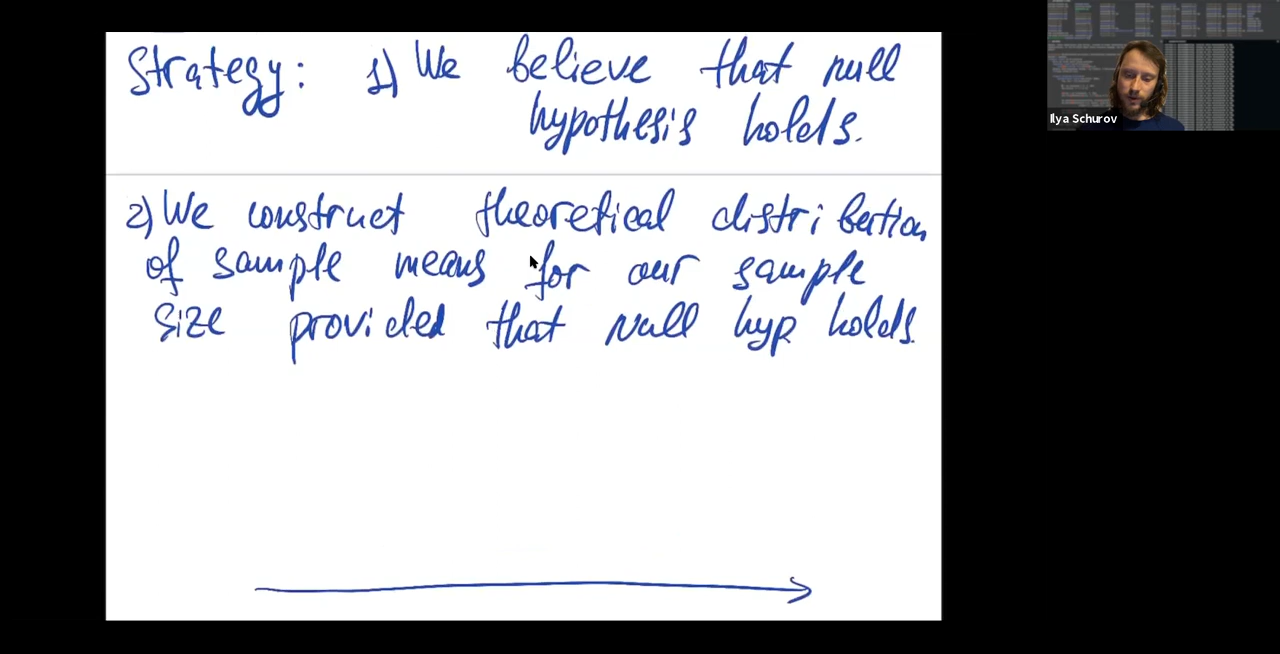 Strategy: 1) We believe that null
hypothesis holds.
2) We construct theoretical distribution
of sample means for our sample
size provided that null hyp holds.
Ilya Schurov